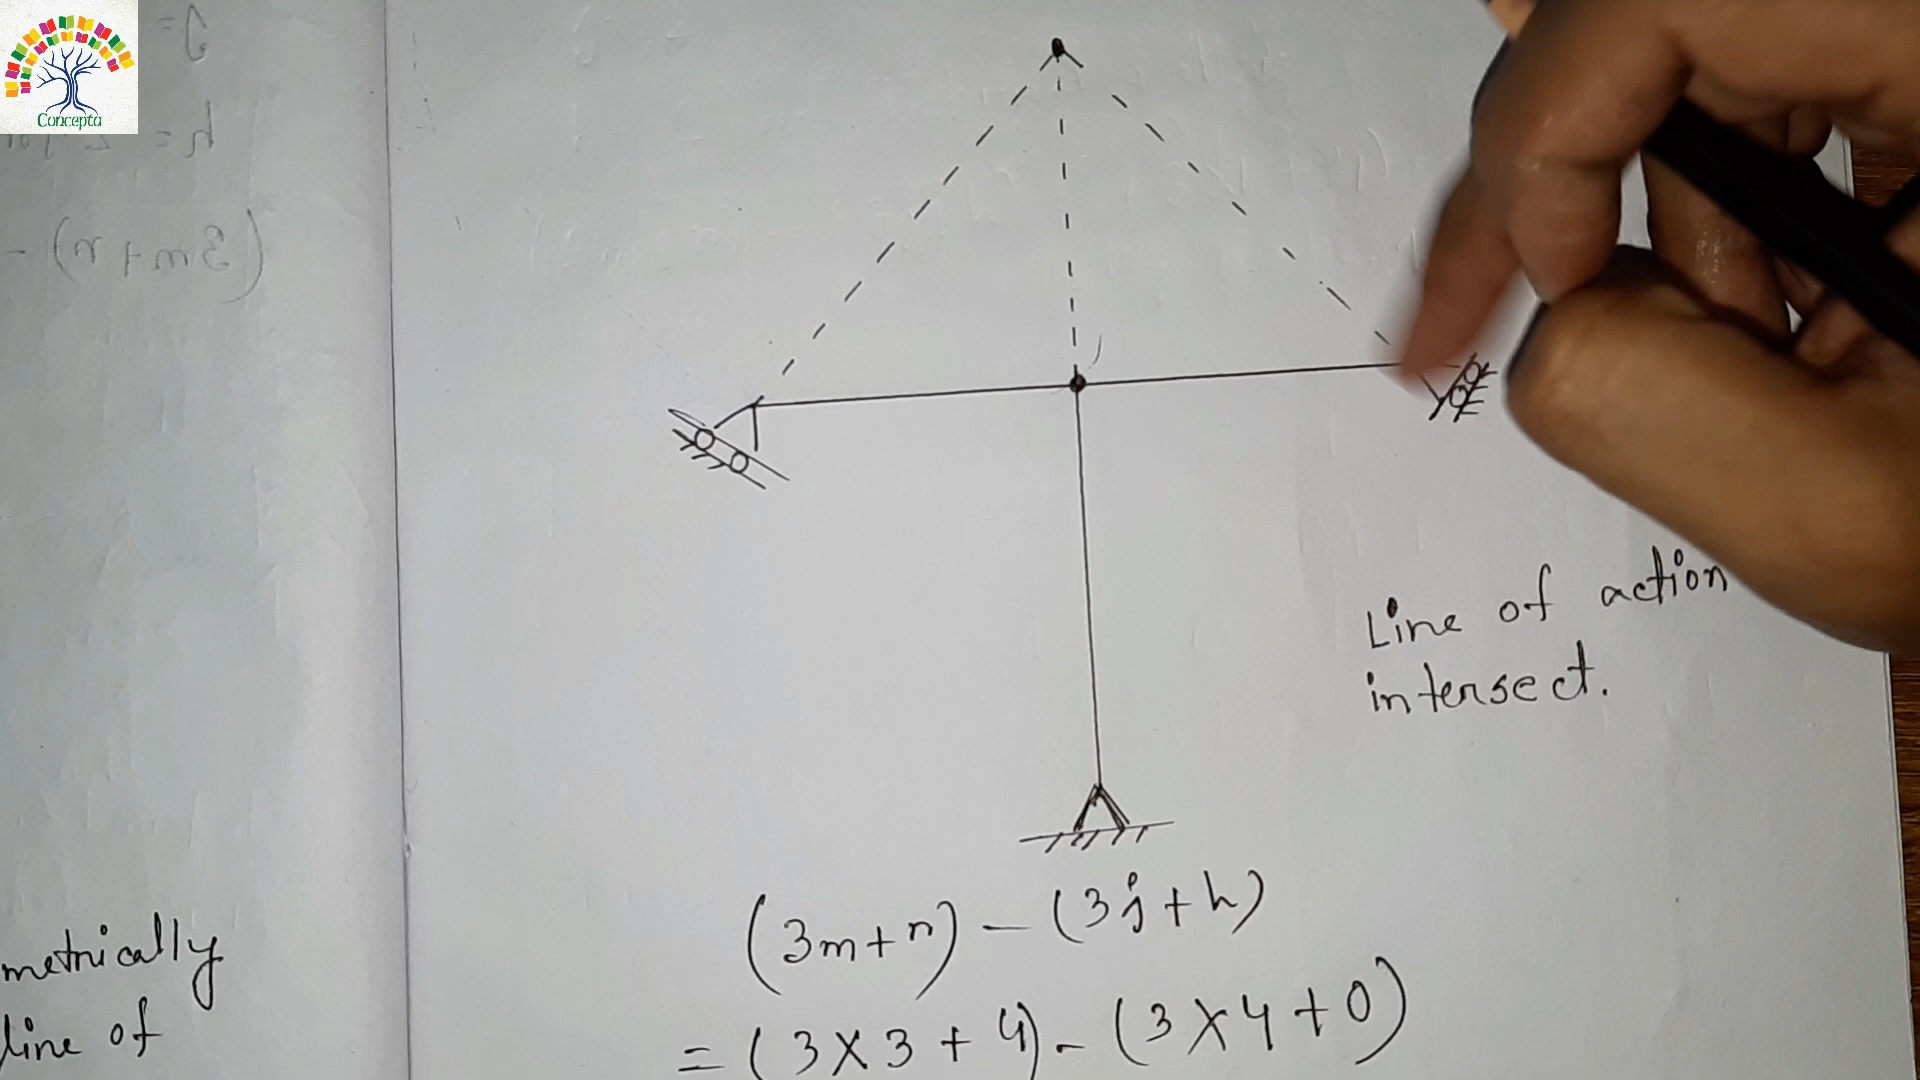 Concepta
Line of action
intersect.
(3m+n) - (3j+h)
= (3×3+4) - (3×4+0)
metrically
line of